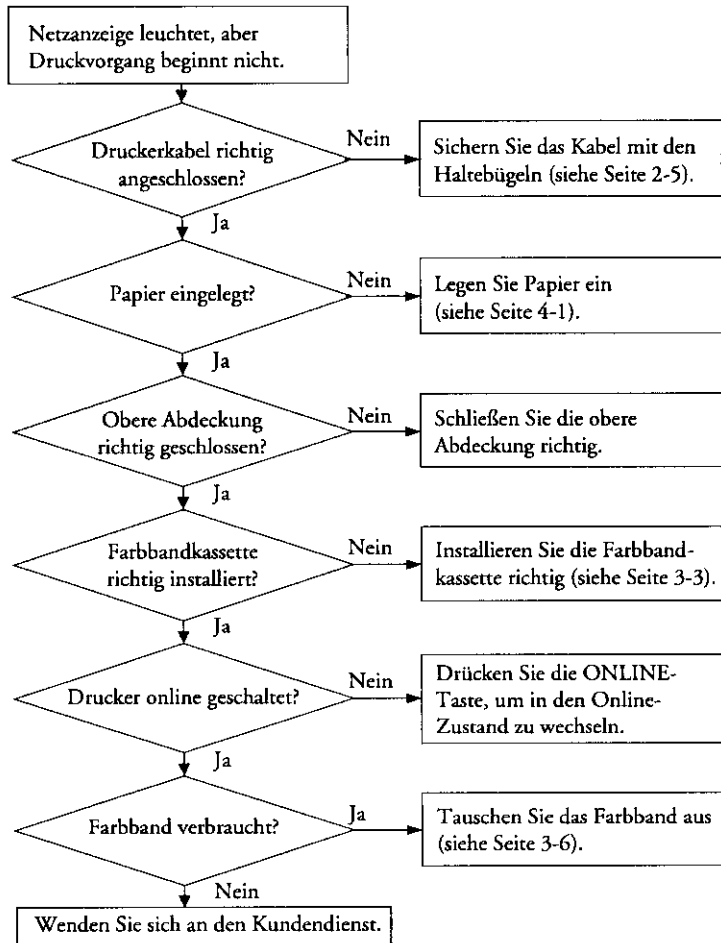 Netzanzeige leuchtet, aber
Druckvorgang beginnt nicht.
Druckerkabel richtig
angeschlossen?
Nein
Sichern Sie das Kabel mit den
Haltebügeln (siehe Seite 2-5).
Ja
Papier eingelegt?
Nein
Legen Sie Papier ein
(siehe Seite 4-1).
Ja
Obere Abdeckung
richtig geschlossen?
Nein
Schließen Sie die obere
Abdeckung richtig.
Ja
Farbbandkassette
richtig installiert?
Nein
Installieren Sie die Farbband-
kassette richtig (siehe Seite 3-3).
Ja
Drucker online geschaltet?
Nein
Drücken Sie die ONLINE-
Taste, um in den Online-
Zustand zu wechseln.
Ja
Farbband verbraucht?
Ja
Tauschen Sie das Farbband aus
(siehe Seite 3-6).
Nein
Wenden Sie sich an den Kundendienst.